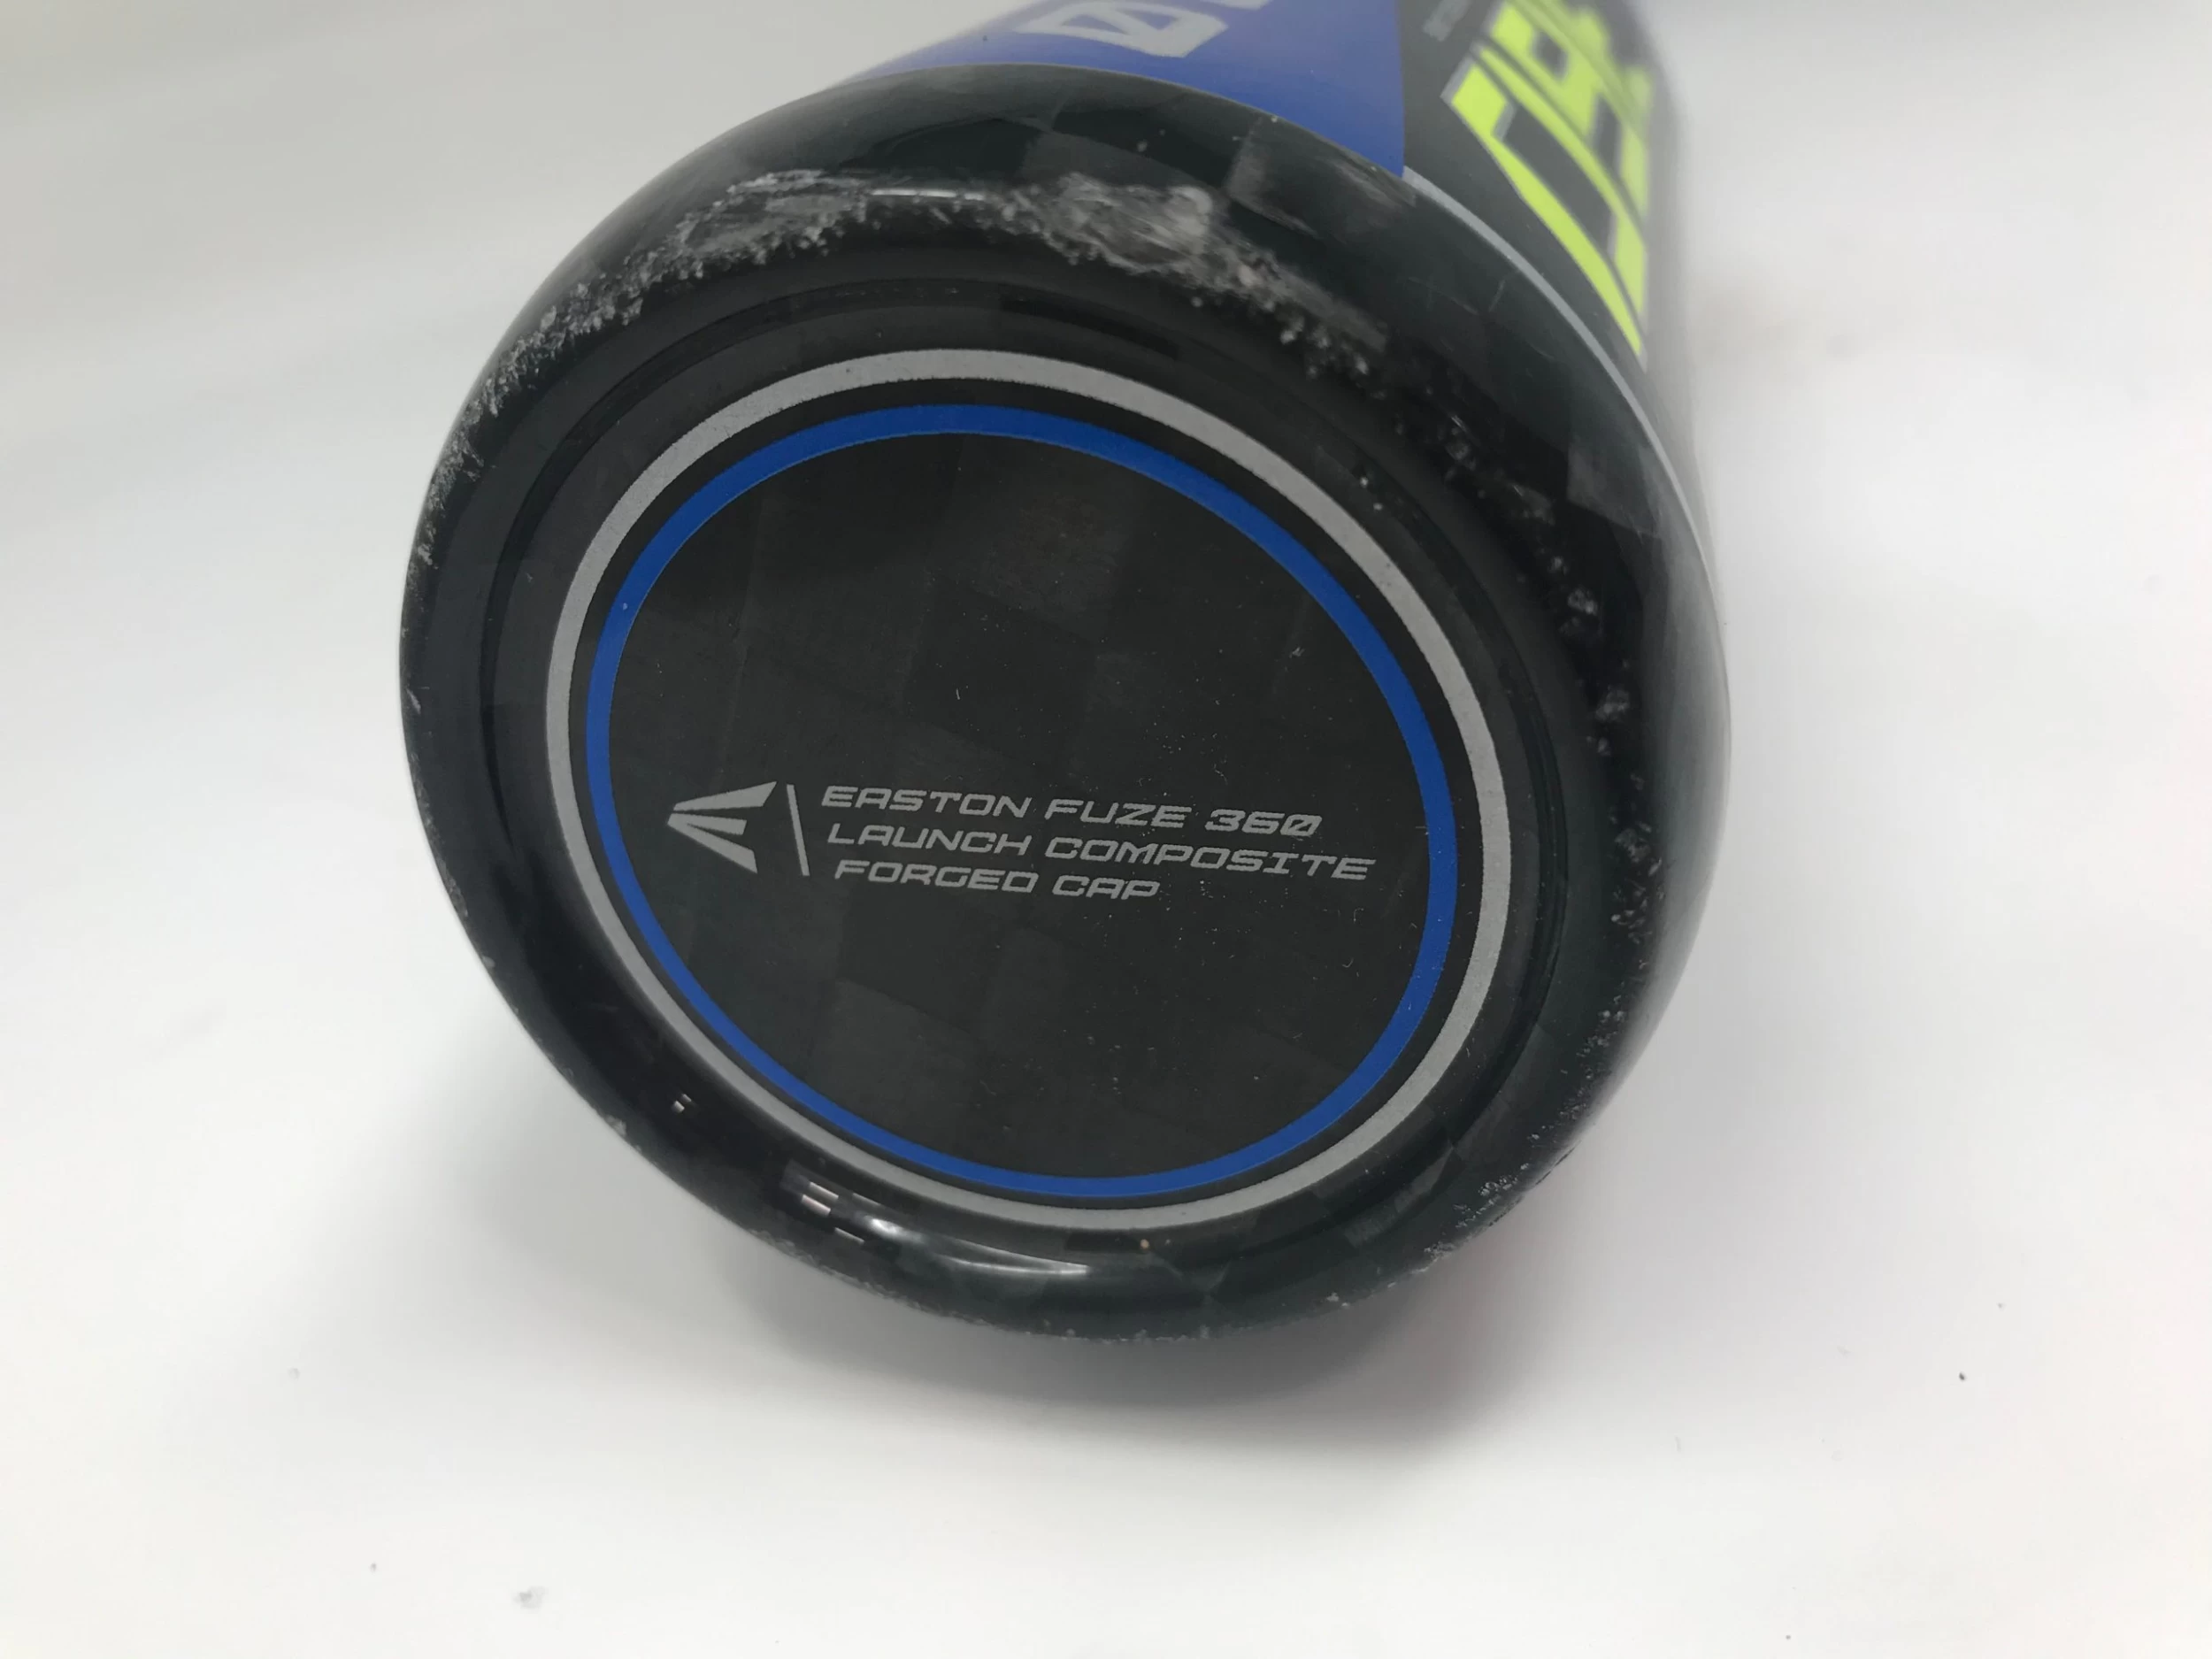 EASTON FUZE 360
LAUNCH COMPOSITE
FORGED CAP